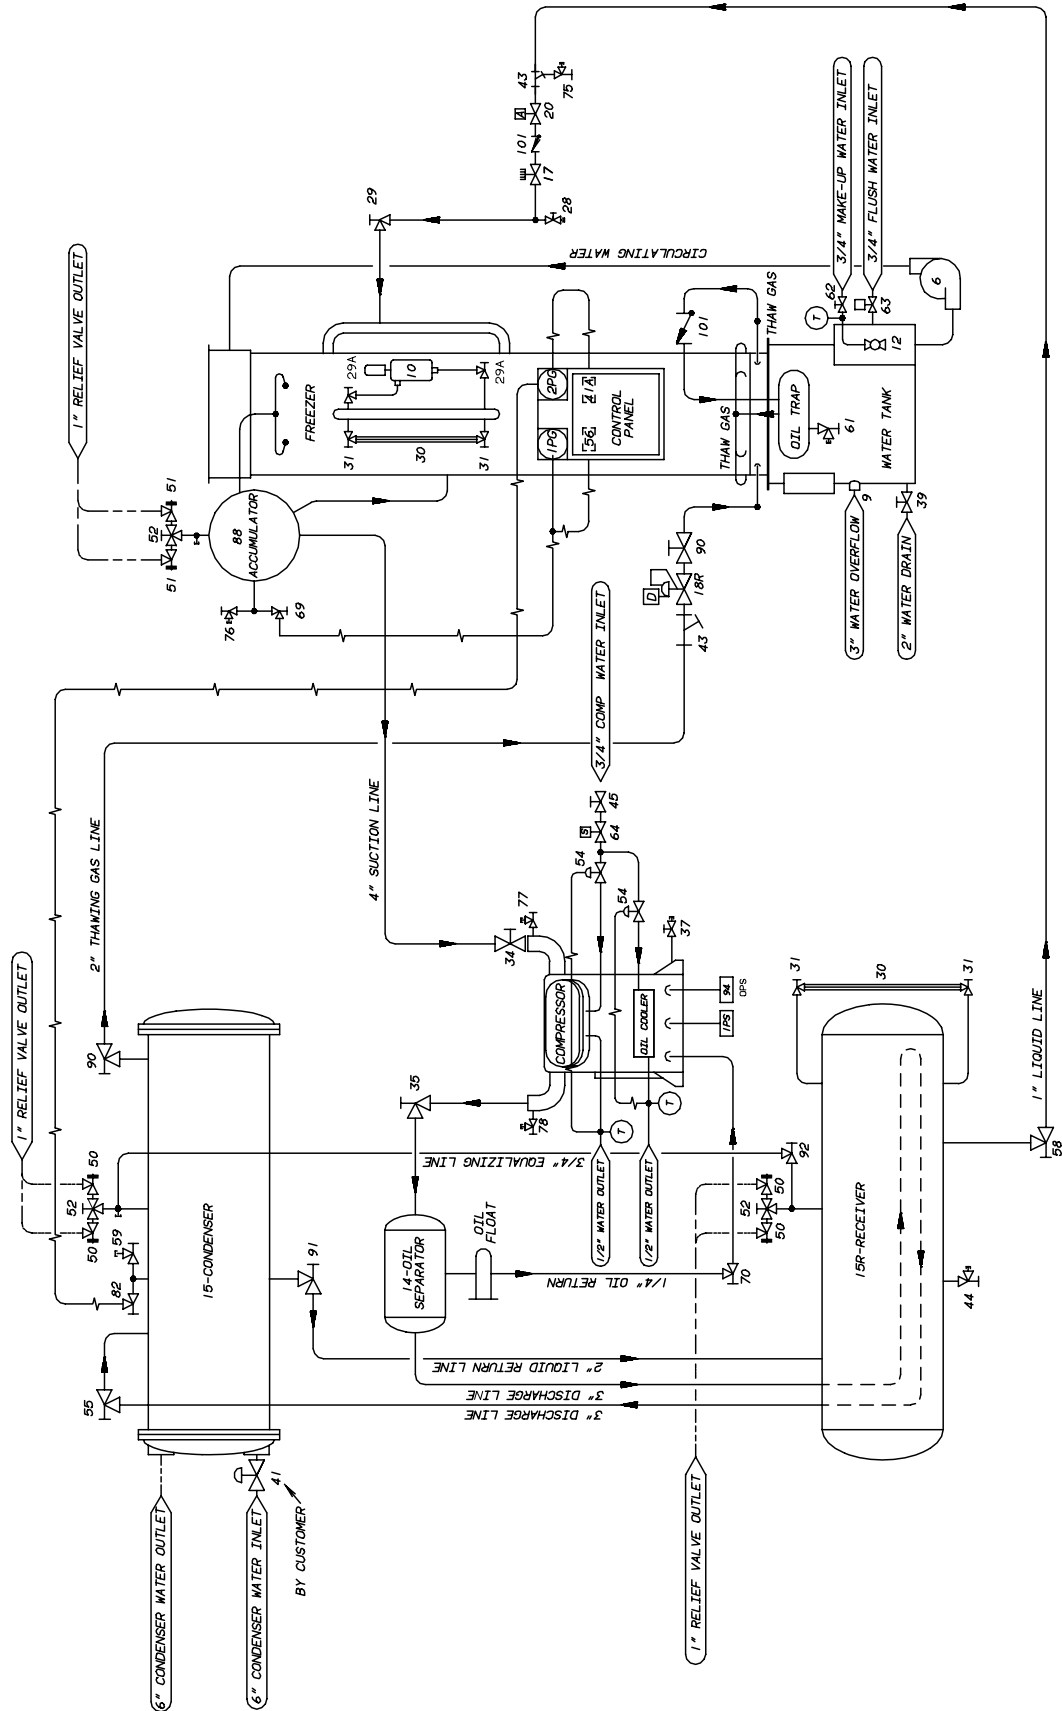 6" CONDENSER WATER OUTLET
6" CONDENSER WATER INLET
BY CUSTOMER
41
55
15-CONDENSER
82
59
50
52
50
1" RELIEF VALVE OUTLET
90
2" THAWING GAS LINE
91
3" DISCHARGE LINE
3" DISCHARGE LINE
2" LIQUID RETURN LINE
14-OIL
SEPARATOR
OIL
FLOAT
1/4" OIL RETURN
70
35
3/4" EQUALIZING LINE
78
T
T
1/2" WATER OUTLET
1/2" WATER OUTLET
COMPRESSOR
OIL COOLER
1PS
94
OPS
37
34
77
54
54
64
S
45
3/4" COMP WATER INLET
4" SUCTION LINE
1" RELIEF VALVE OUTLET
50
52
50
92
15R-RECEIVER
44
31
30
31
58
1" LIQUID LINE
1" RELIEF VALVE OUTLET
51
52
51
88
ACCUMULATOR
76
69
FREEZER
29A
10
29A
31
30
31
1PG
2PG
56
41A
CONTROL
PANEL
43
18R
D
90
THAW GAS
THAW GAS
101
OIL TRAP
61
WATER TANK
3" WATER OVERFLOW
9
2" WATER DRAIN
39
12
T
62
63
6
3/4" MAKE-UP WATER INLET
3/4" FLUSH WATER INLET
CIRCULATING WATER
29
28
17
101
20
A
43
75